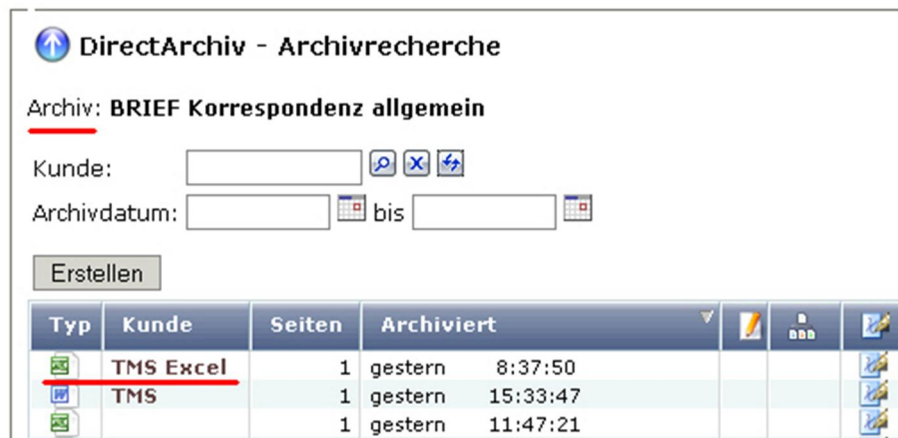 DirectArchiv - Archivrecherche
Archiv: BRIEF Korrespondenz allgemein
Kunde:
Archivdatum: bis
Erstellen
Typ Kunde Seiten Archiviert
TMS Excel 1 gestern 8:37:50
TMS 1 gestern 15:33:47
1 gestern 11:47:21